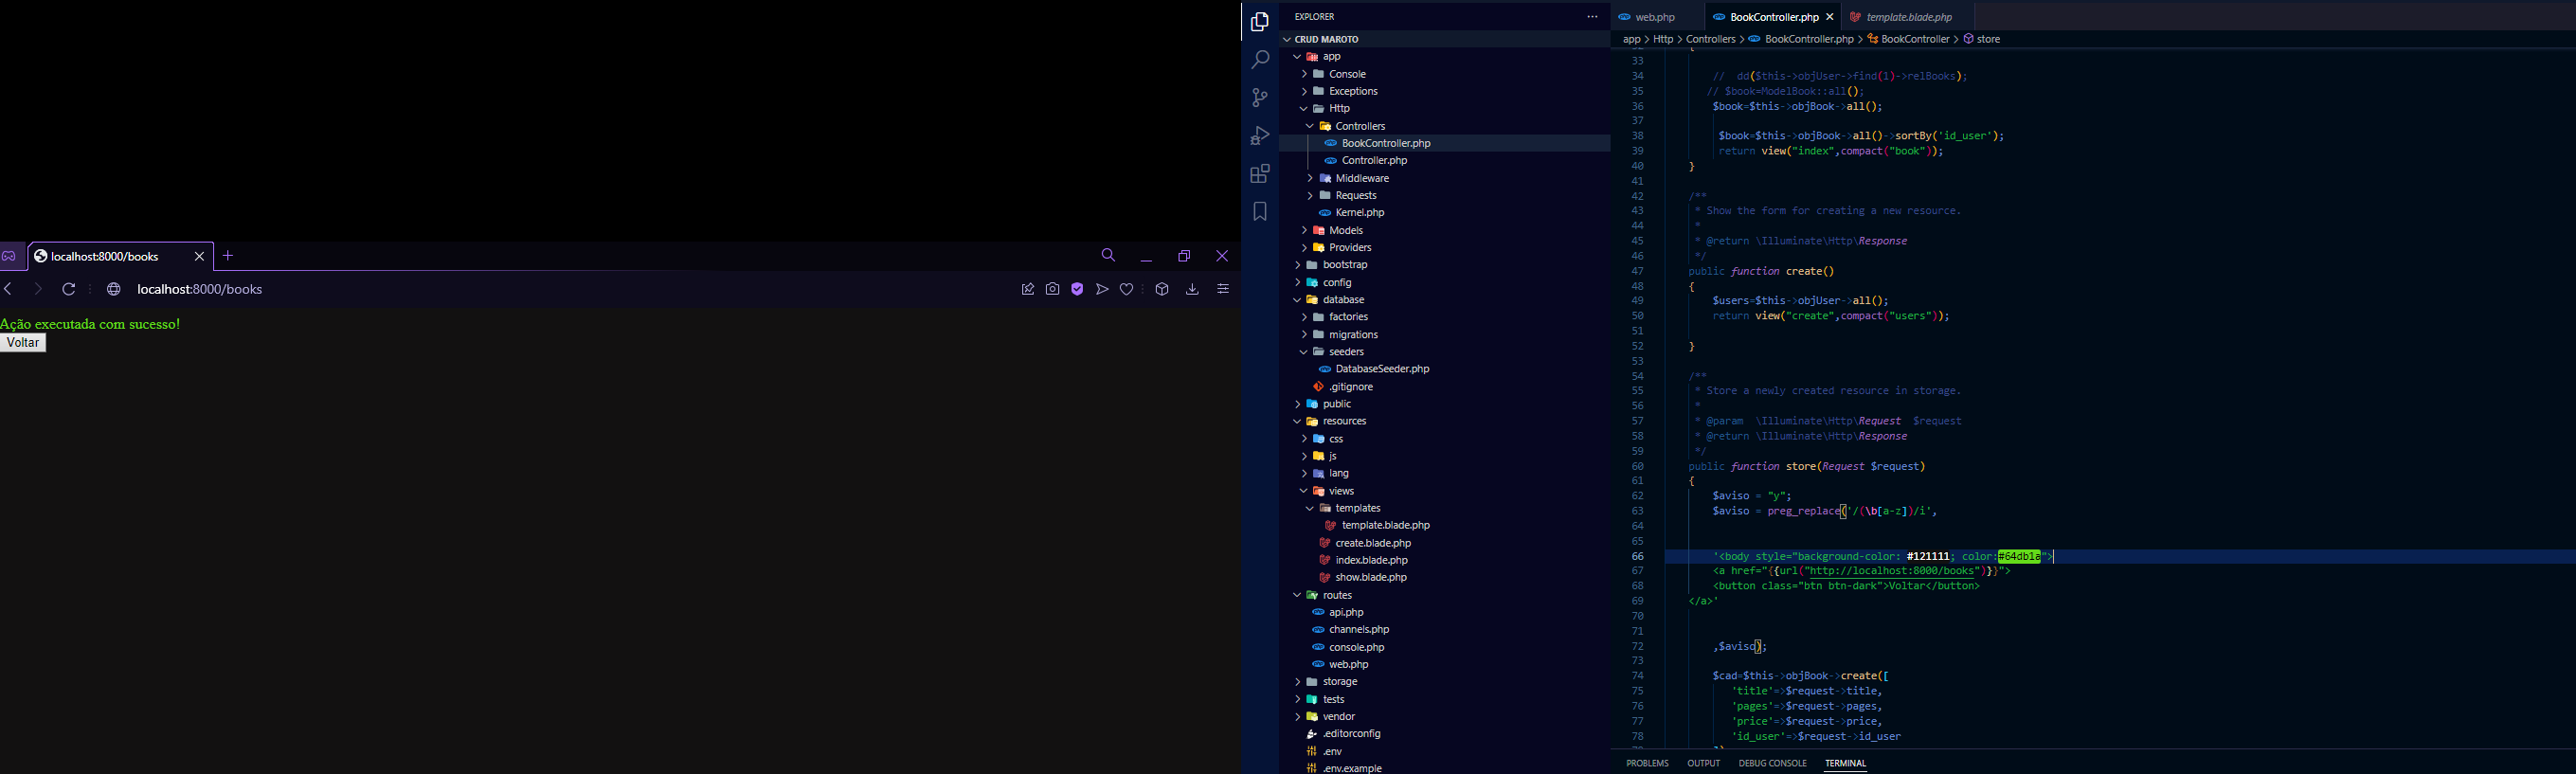 localhost:8000/books
localhost:8000/books
Ação executada com sucesso!
Voltar
EXPLORER
CRUD MAROTO
app
Console
Exceptions
Http
Controllers
BookController.php
Controller.php
Middleware
Requests
Kernel.php
Models
Providers
bootstrap
config
database
factories
migrations
seeders
DatabaseSeeder.php
.gitignore
public
resources
css
js
lang
views
templates
template.blade.php
create.blade.php
index.blade.php
show.blade.php
routes
api.php
channels.php
console.php
web.php
storage
tests
vendor
.editorconfig
.env
.env.example
web.php BookController.php template.blade.php
app > Http > Controllers > BookController.php > BookController > store
33
34 // dd($this->objUser->find(1)->relBooks);
35 // $book=ModelBook::all();
36 $book=$this->objBook->all();
37
38 $book=$this->objBook->all()->sortBy('id_user');
39 return view("index",compact("book"));
40 }
41
42 /**
43 * Show the form for creating a new resource.
44 *
45 * @return \Illuminate\Http\Response
46 */
47 public function create()
48 {
49 $users=$this->objUser->all();
50 return view("create",compact("users"));
51
52 }
53
54 /**
55 * Store a newly created resource in storage.
56 *
57 * @param \Illuminate\Http\Request $request
58 * @return \Illuminate\Http\Response
59 */
60 public function store(Request $request)
61 {
62 $aviso = "y";
63 $aviso = preg_replace('/(\b[a-z])/i',
64
65
66 '<body style="background-color: #121111; color:#64db1a">
67 <a href="{{url("http://localhost:8000/books")}}">
68 <button class="btn btn-dark">Voltar</button>
69 </a>'
70
71
72 ,$aviso);
73
74 $cad=$this->objBook->create([
75 'title'=>$request->title,
76 'pages'=>$request->pages,
77 'price'=>$request->price,
78 'id_user'=>$request->id_user
PROBLEMS OUTPUT DEBUG CONSOLE TERMINAL